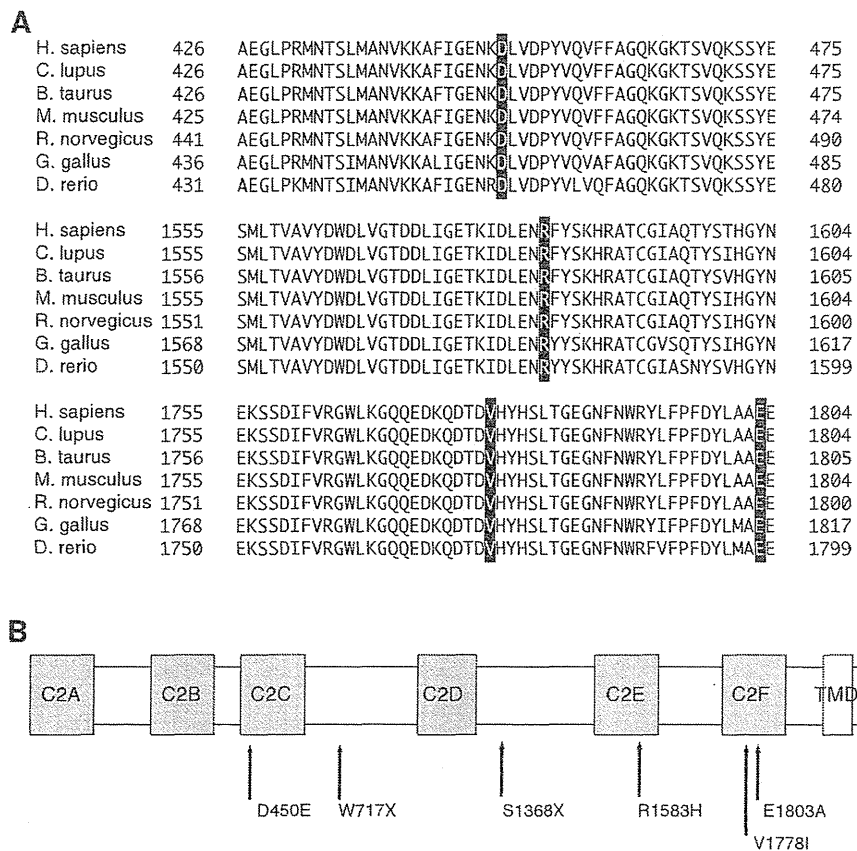 A
H. sapiens 426 AEGLPRMNTSLMANVKKAFIGENKDLVDPYVQVFFAGQKGKTSVQKSSYE 475
C. lupus 426 AEGLPRMNTSLMANVKKAFIGENKDLVDPYVQVFFAGQKGKTSVQKSSYE 475
B. taurus 426 AEGLPRMNTSLMANVKKAFTGENKDLVDPYVQVFFAGQKGKTSVQKSSYE 475
M. musculus 425 AEGLPRMNTSLMANVKKAFIGENKDLVDPYVQVFFAGQKGKTSVQKSSYE 474
R. norvegicus 441 AEGLPRMNTSIMANVKKAFIGENKDLVDPYVQVFFAGQKGKTSVQKSSYE 490
G. gallus 436 AEGLPRMNTSIMANVKKALIGENKDLVDPYVQVAFAGQKGKTSVQKSSYE 485
D. rerio 431 AEGLPKMNTSIMANVKKAFIGENRDLVDPYVLVQFAGQKGKTSVQKSSYE 480
H. sapiens 1555 SMLTVAVYDWDLVGTDDLIGETKIDLENRFYSKHRATCGIAQTYSTHGYN 1604
C. lupus 1555 SMLTVAVYDWDLVGTDDLIGETKIDLENRFYSKHRATCGIAQTYSTHGYN 1604
B. taurus 1556 SMLTVAVYDWDLVGTDDLIGETKIDLENRFYSKHRATCGIAQTYSVHGYN 1605
M. musculus 1555 SMLTVAVYDWDLVGTDDLIGETKIDLENRFYSKHRATCGIAQTYSIHGYN 1604
R. norvegicus 1551 SMLTVAVYDWDLVGTDDLIGETKIDLENRFYSKHRATCGIAQTYSIHGYN 1600
G. gallus 1568 SMLTVAVYDWDLVGTDDLIGETKIDLENRYYSKHRATCGVSQTYSIHGYN 1617
D. rerio 1550 SMLTVAVYDWDLVGTDDLIGETKIDLENRYYSKHRATCGIASNYSVHGYN 1599
H. sapiens 1755 EKSSDIFVRGWLKGQQEDKQDTDVHYHSLTGEGNFNWRYLFPFDYLAAEE 1804
C. lupus 1755 EKSSDIFVRGWLKGQQEDKQDTDVHYHSLTGEGNFNWRYLFPFDYLAAEE 1804
B. taurus 1756 EKSSDIFVRGWLKGQQEDKQDTDVHYHSLTGEGNFNWRYLFPFDYLAAEE 1805
M. musculus 1755 EKSSDIFVRGWLKGQQEDKQDTDVHYHSLTGEGNFNWRYLFPFDYLAAEE 1804
R. norvegicus 1751 EKSSDIFVRGWLKGQQEDKQDTDVHYHSLTGEGNFNWRYLFPFDYLAAEE 1800
G. gallus 1768 EKSSDIFVRGWLKGQQEDKQDTDVHYHSLTGEGNFNWRYIFPFDYLMAEE 1817
D. rerio 1750 EKSSDIFVRGWLKGQQEDKQDTDVHYHSLTGEGNFNWRFVFPFDYLMAEE 1799
B
C2A C2B C2C C2D C2E C2F TMD
D450E W717X S1368X R1583H E1803A
V1778I